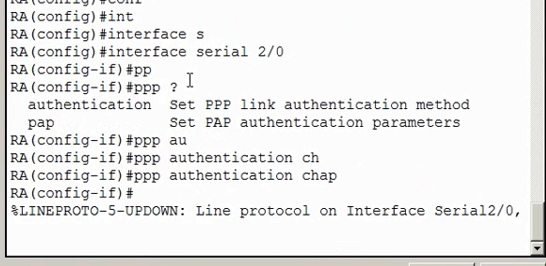 RA(config)#conf
RA(config)#int
RA(config)#interface s
RA(config)#interface serial 2/0
RA(config-if)#pp
RA(config-if)#ppp ?
authentication Set PPP link authentication method
pap Set PAP authentication parameters
RA(config-if)#ppp au
RA(config-if)#ppp authentication ch
RA(config-if)#ppp authentication chap
RA(config-if)#
%LINEPROTO-5-UPDOWN: Line protocol on Interface Serial2/0,